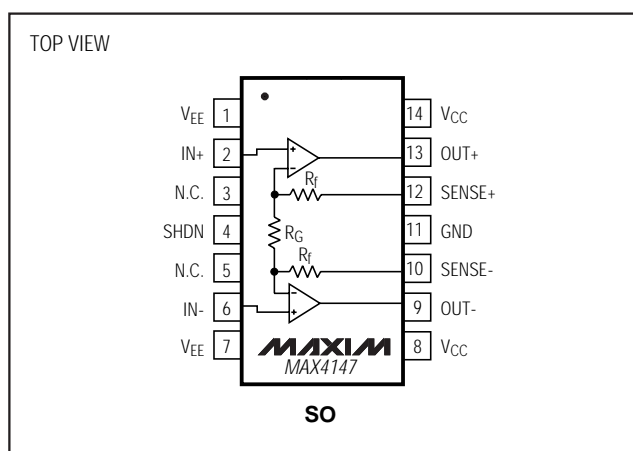 TOP VIEW
VEE 1
14 VCC
IN+ 2
13 OUT+
N.C. 3
Rf
12 SENSE+
SHDN 4
RG
11 GND
N.C. 5
Rf
10 SENSE-
IN- 6
9 OUT-
VEE 7
MAXIM
8 VCC
MAX4147
+
-
-
+
SO